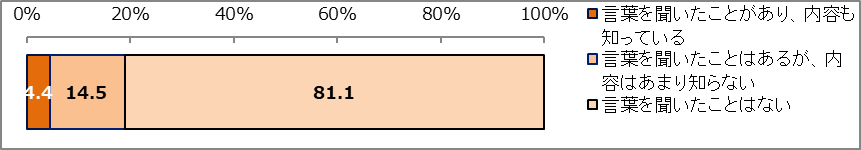 0% 20% 40% 60% 80% 100%
4.4 14.5 81.1
言葉を聞いたことがあり、内容も
知っている
言葉を聞いたことはあるが、内
容はあまり知らない
言葉を聞いたことはない